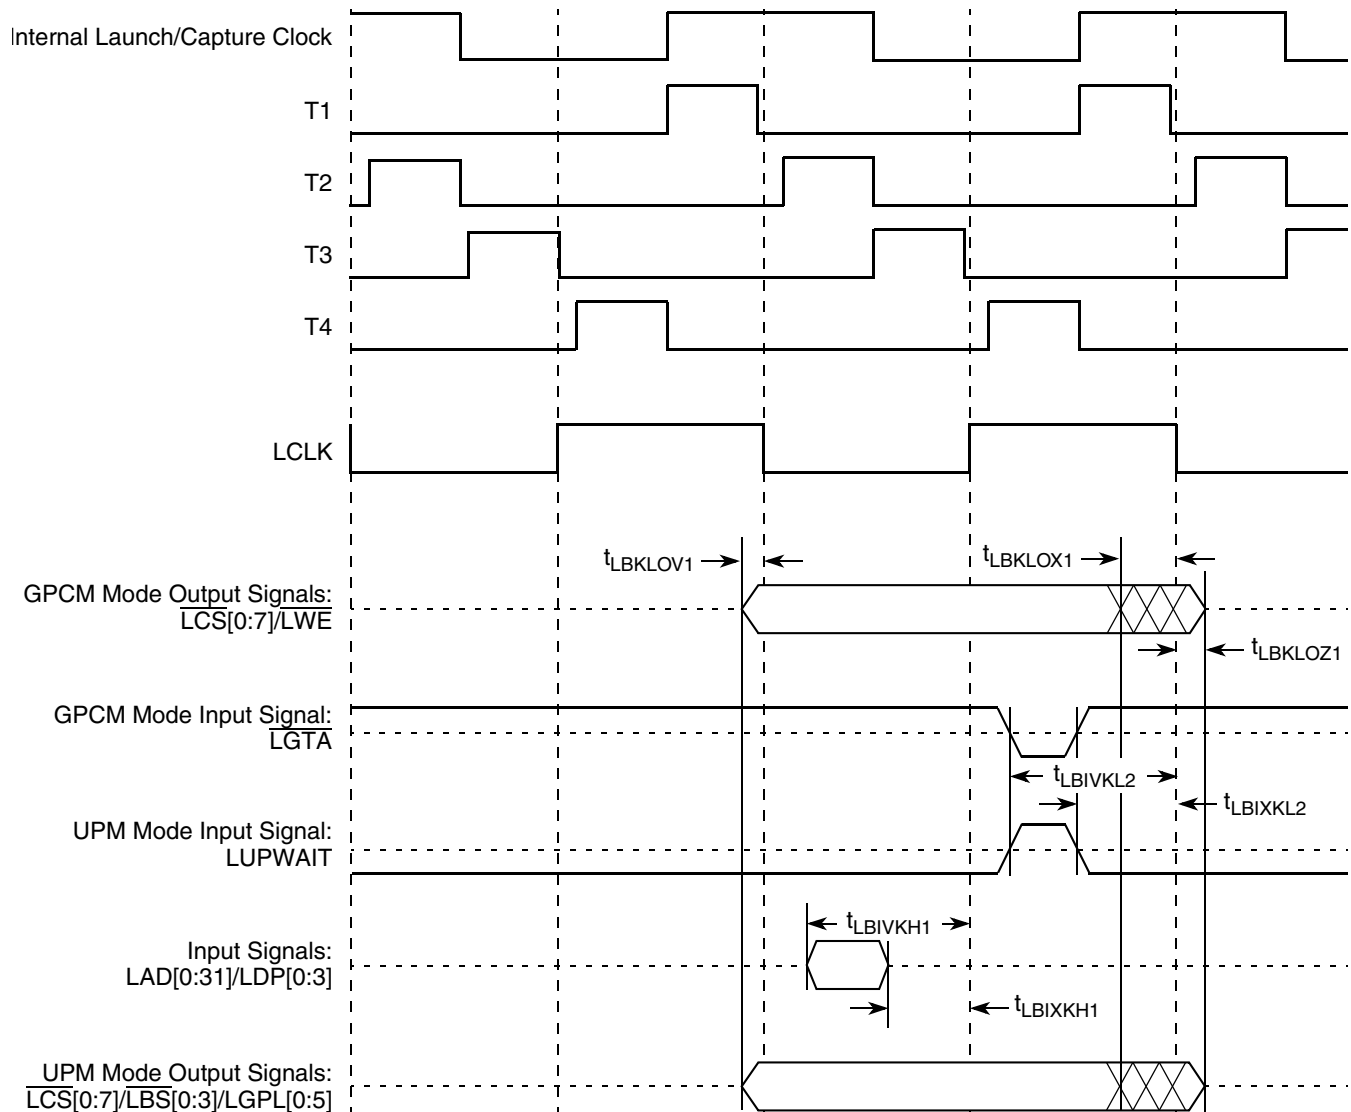 Internal Launch/Capture Clock
T1
T2
T3
T4
LCLK
tLBKLOV1
tLBKLOX1
GPCM Mode Output Signals:
LCS[0:7]/LWE
tLBKLOZ1
GPCM Mode Input Signal:
LGTA
tLBIVKL2
tLBIXKL2
UPM Mode Input Signal:
LUPWAIT
tLBIVKH1
Input Signals:
LAD[0:31]/LDP[0:3]
tLBIXKH1
UPM Mode Output Signals:
LCS[0:7]/LBS[0:3]/LGPL[0:5]